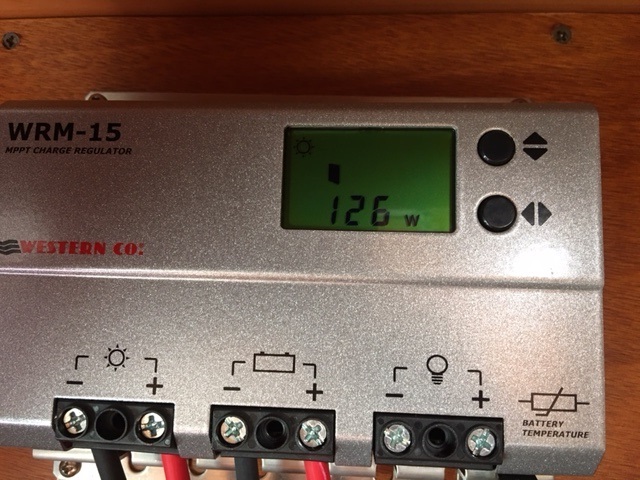 WRM-15
MPPT CHARGE REGULATOR
126 W
WESTERN CO:
- +
- +
- +
BATTERY
TEMPERATURE